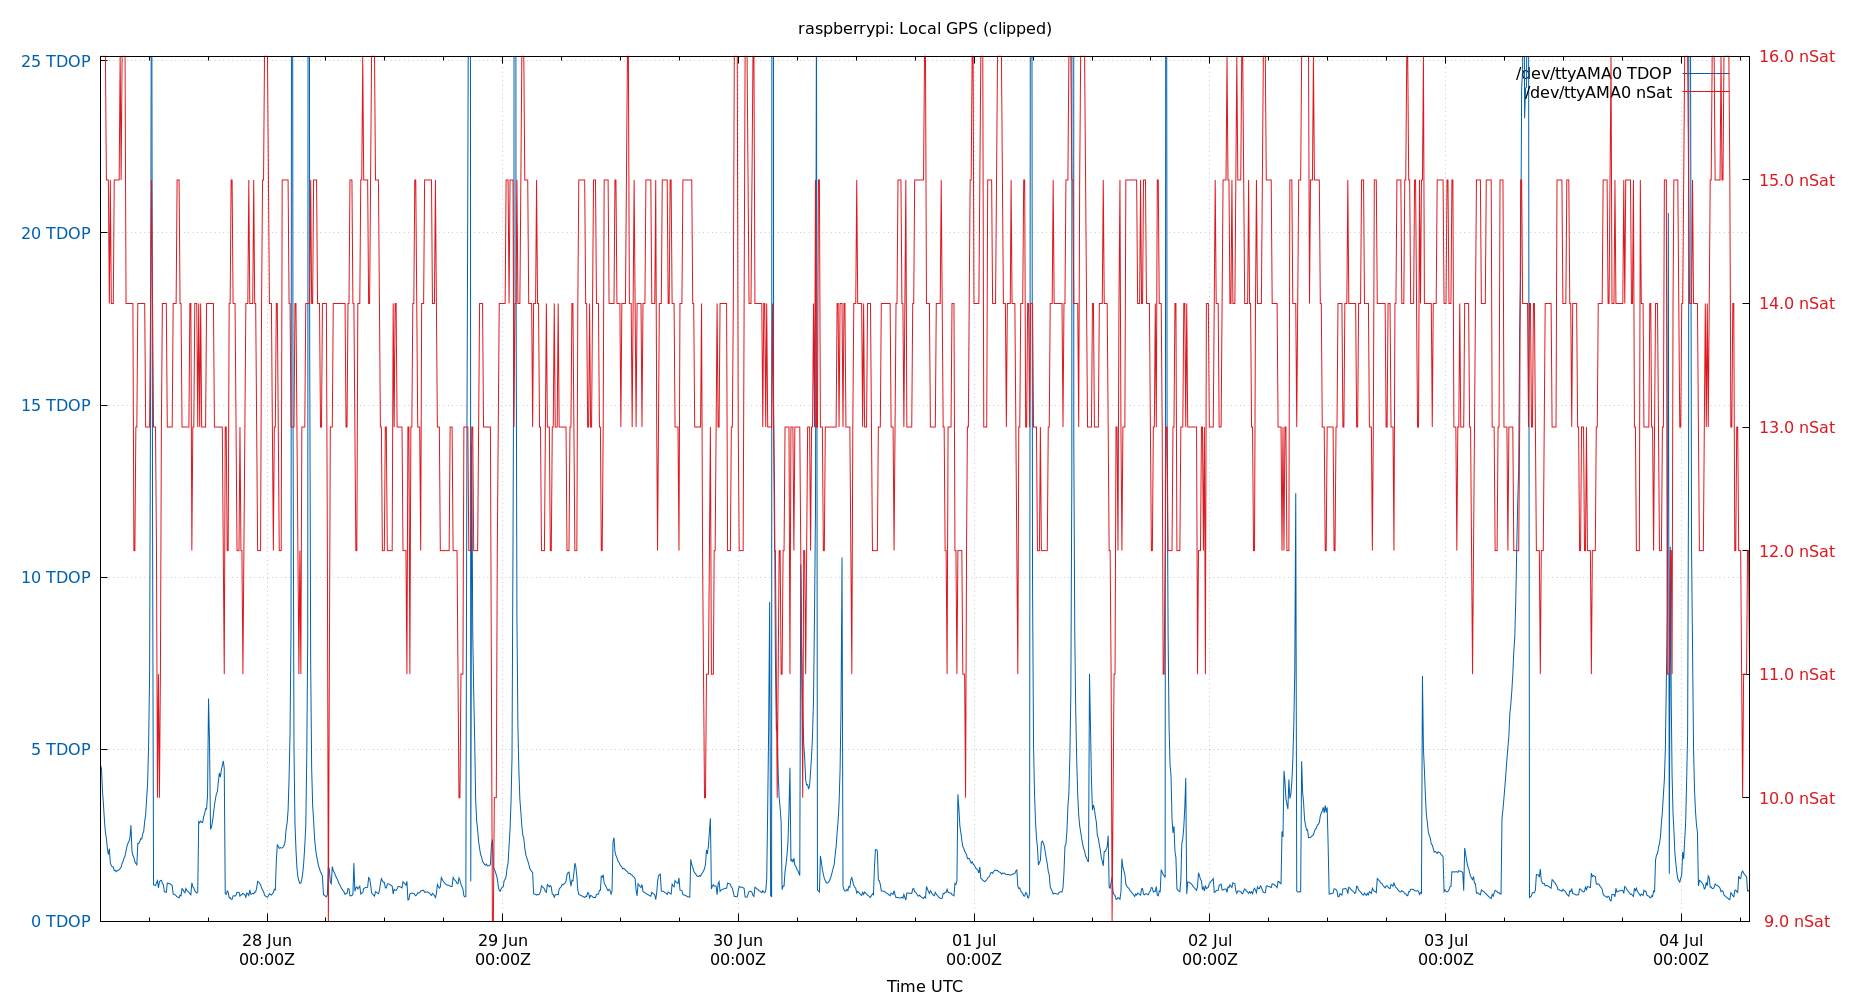 raspberrypi: Local GPS (clipped)
25 TDOP
20 TDOP
15 TDOP
10 TDOP
5 TDOP
0 TDOP
16.0 nSat
15.0 nSat
14.0 nSat
13.0 nSat
12.0 nSat
11.0 nSat
10.0 nSat
9.0 nSat
/dev/ttyAMA0 TDOP
/dev/ttyAMA0 nSat
28 Jun
00:00Z
29 Jun
00:00Z
30 Jun
00:00Z
01 Jul
00:00Z
02 Jul
00:00Z
03 Jul
00:00Z
04 Jul
00:00Z
Time UTC